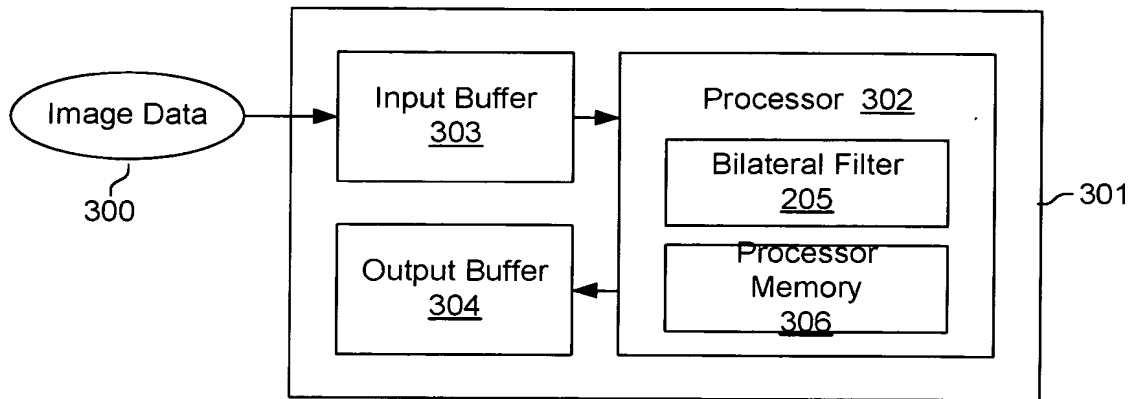 Image Data
300
Input Buffer
303
Output Buffer
304
Processor 302
Bilateral Filter
205
Processor
Memory
306
301